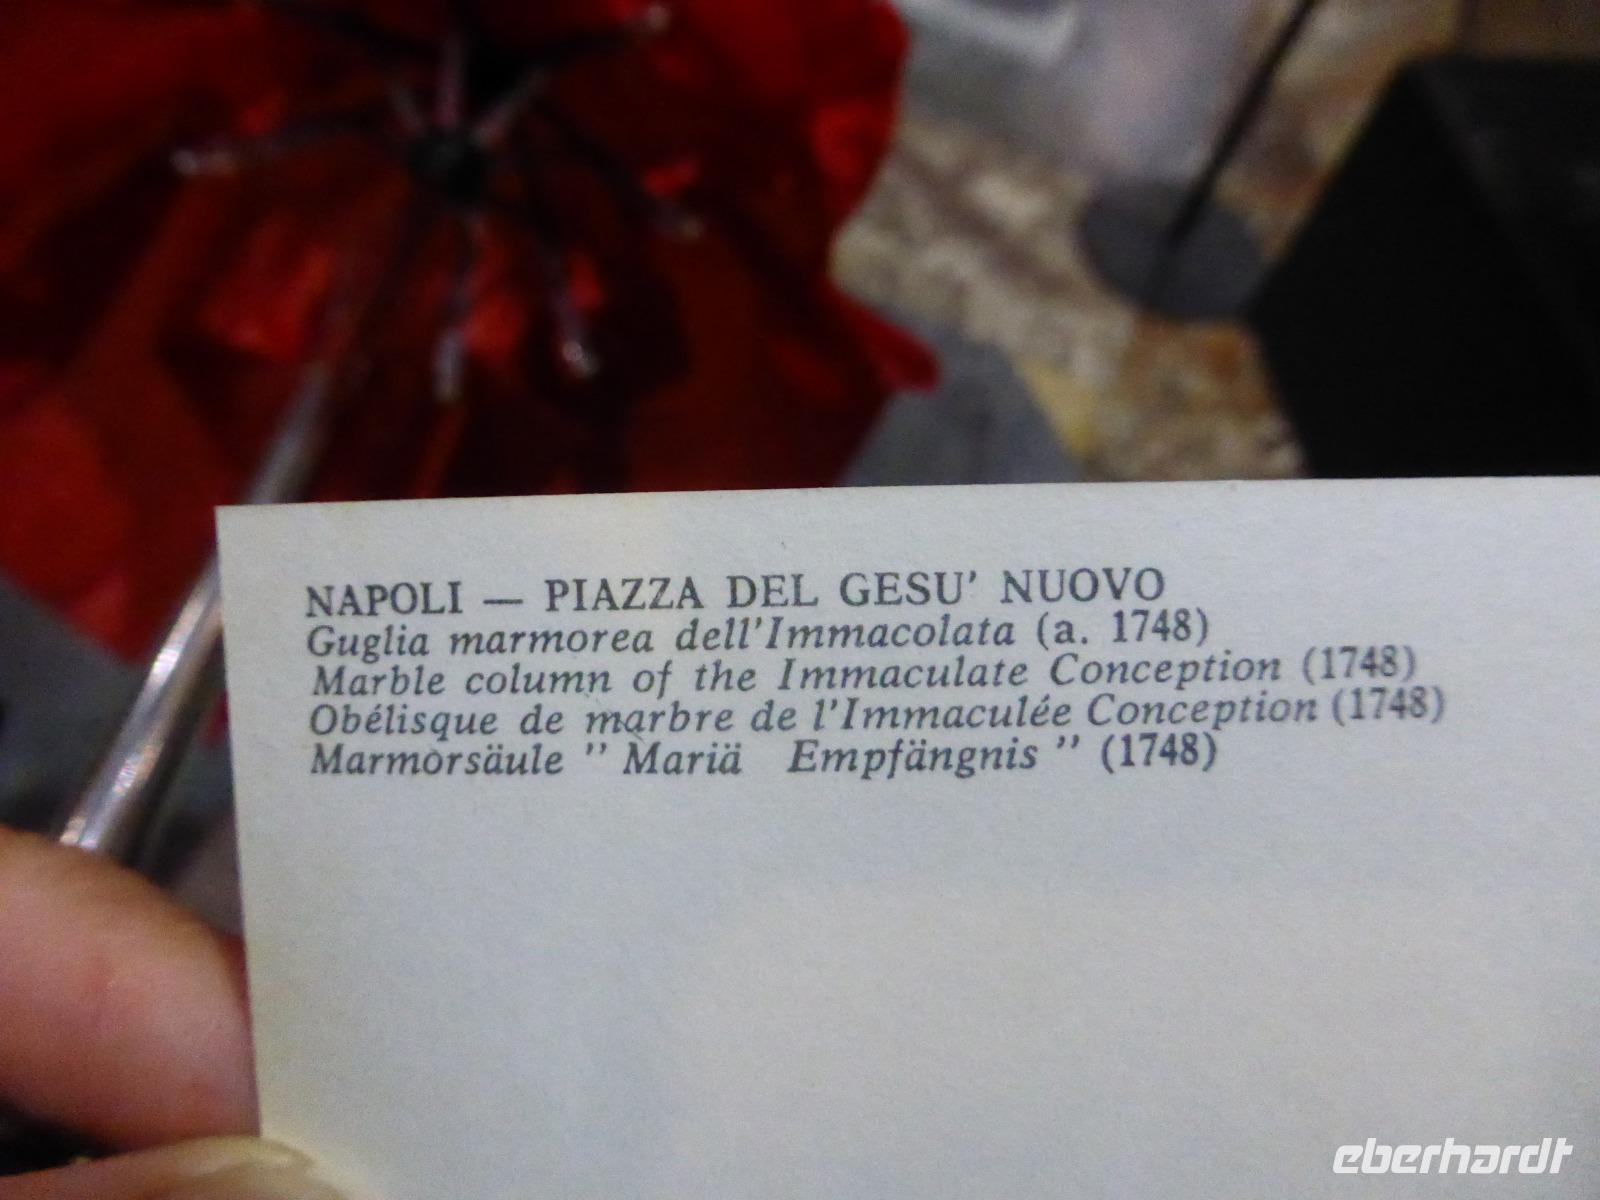 NAPOLI — PIAZZA DEL GESU' NUOVO
Guglia marmorea dell'Immacolata (a. 1748)
Marble column of the Immaculate Conception (1748)
Obélisque de marbre de l'Immaculée Conception (1748)
Marmorsäule " Mariä Empfängnis " (1748)
eberhardt